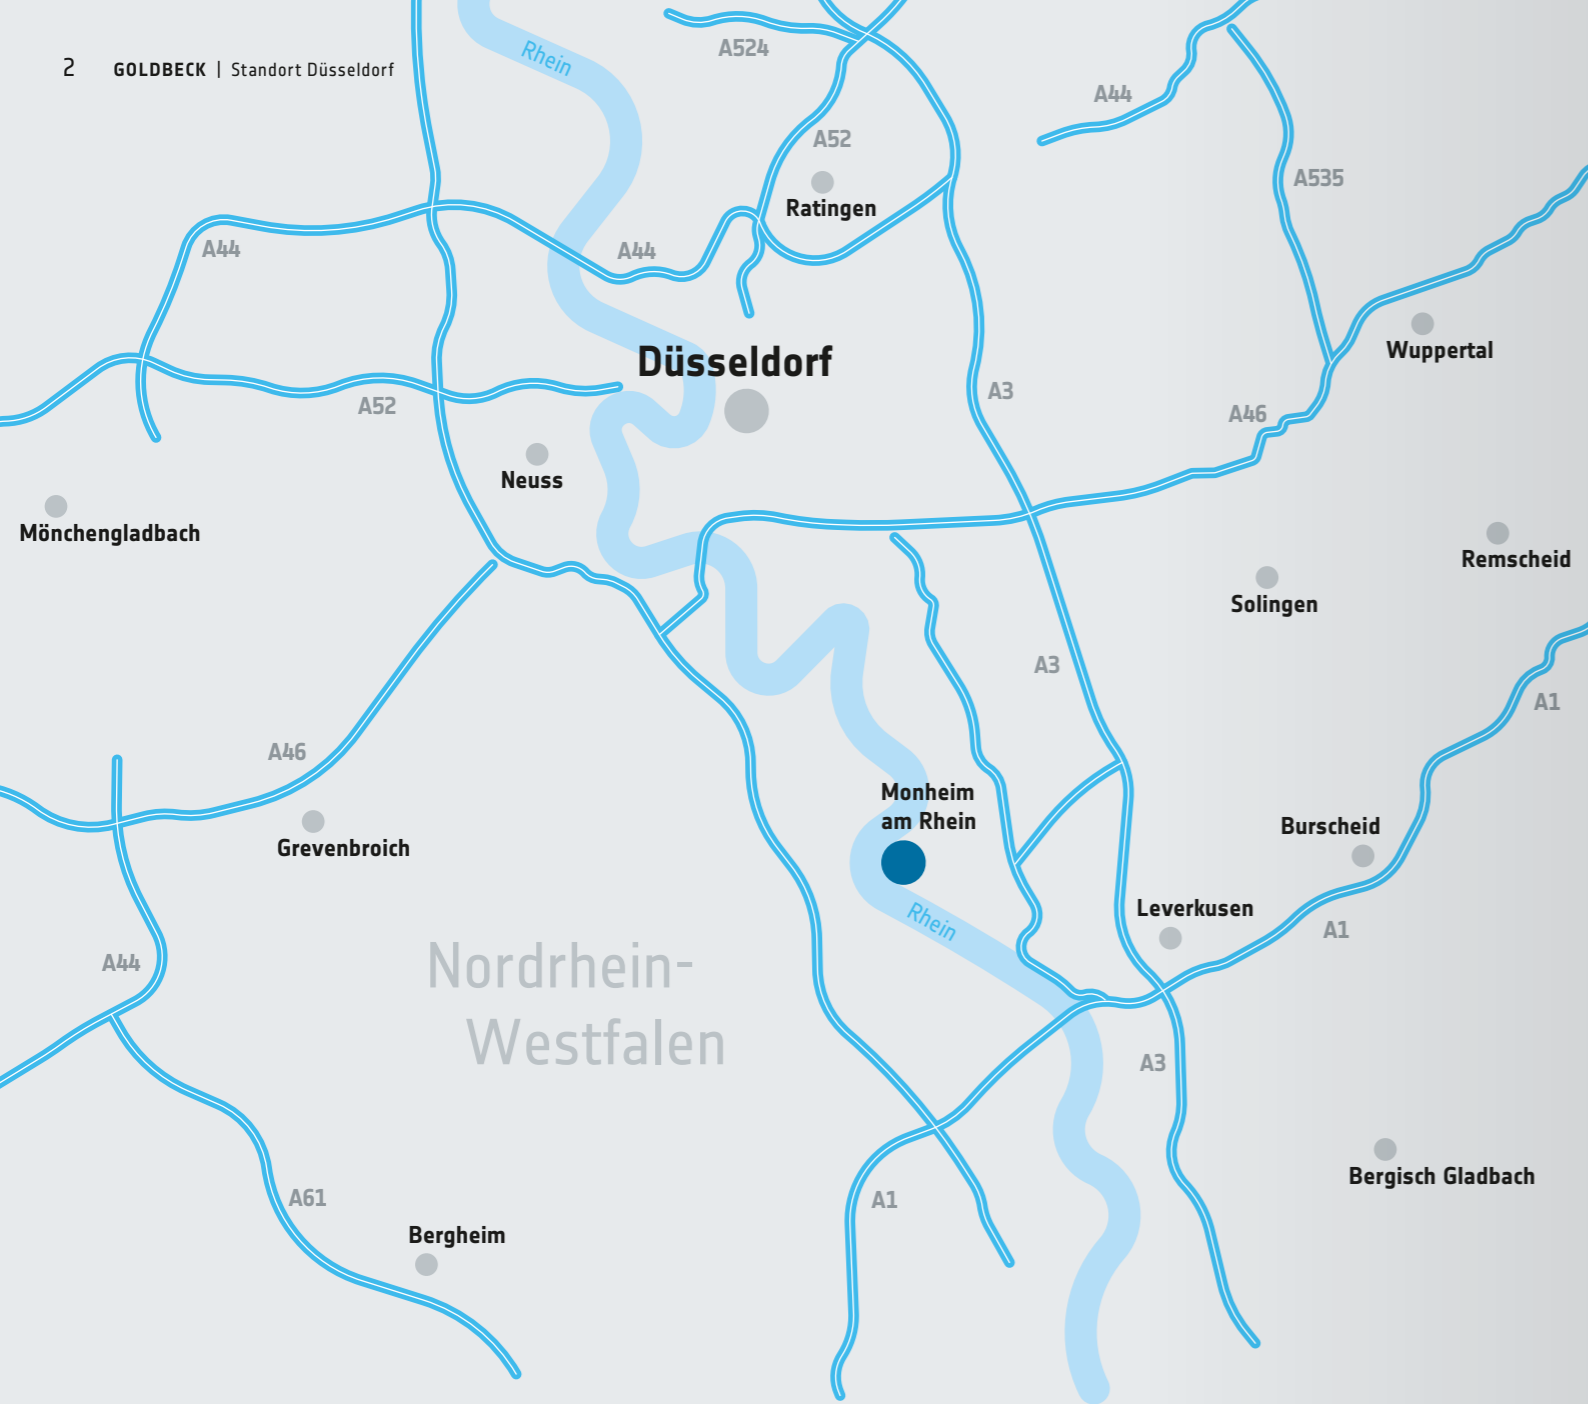 2 GOLDBECK | Standort Düsseldorf
Rhein
A524
A44
A52
A535
Ratingen
A44
A44
Wuppertal
Düsseldorf
A3
A52
A46
Neuss
Mönchengladbach
Remscheid
Solingen
A3
A1
A46
Monheim
am Rhein
Burscheid
Grevenbroich
Leverkusen
Rhein
A1
A44
Nordrhein-
Westfalen
A3
Bergisch Gladbach
A61
A1
Bergheim